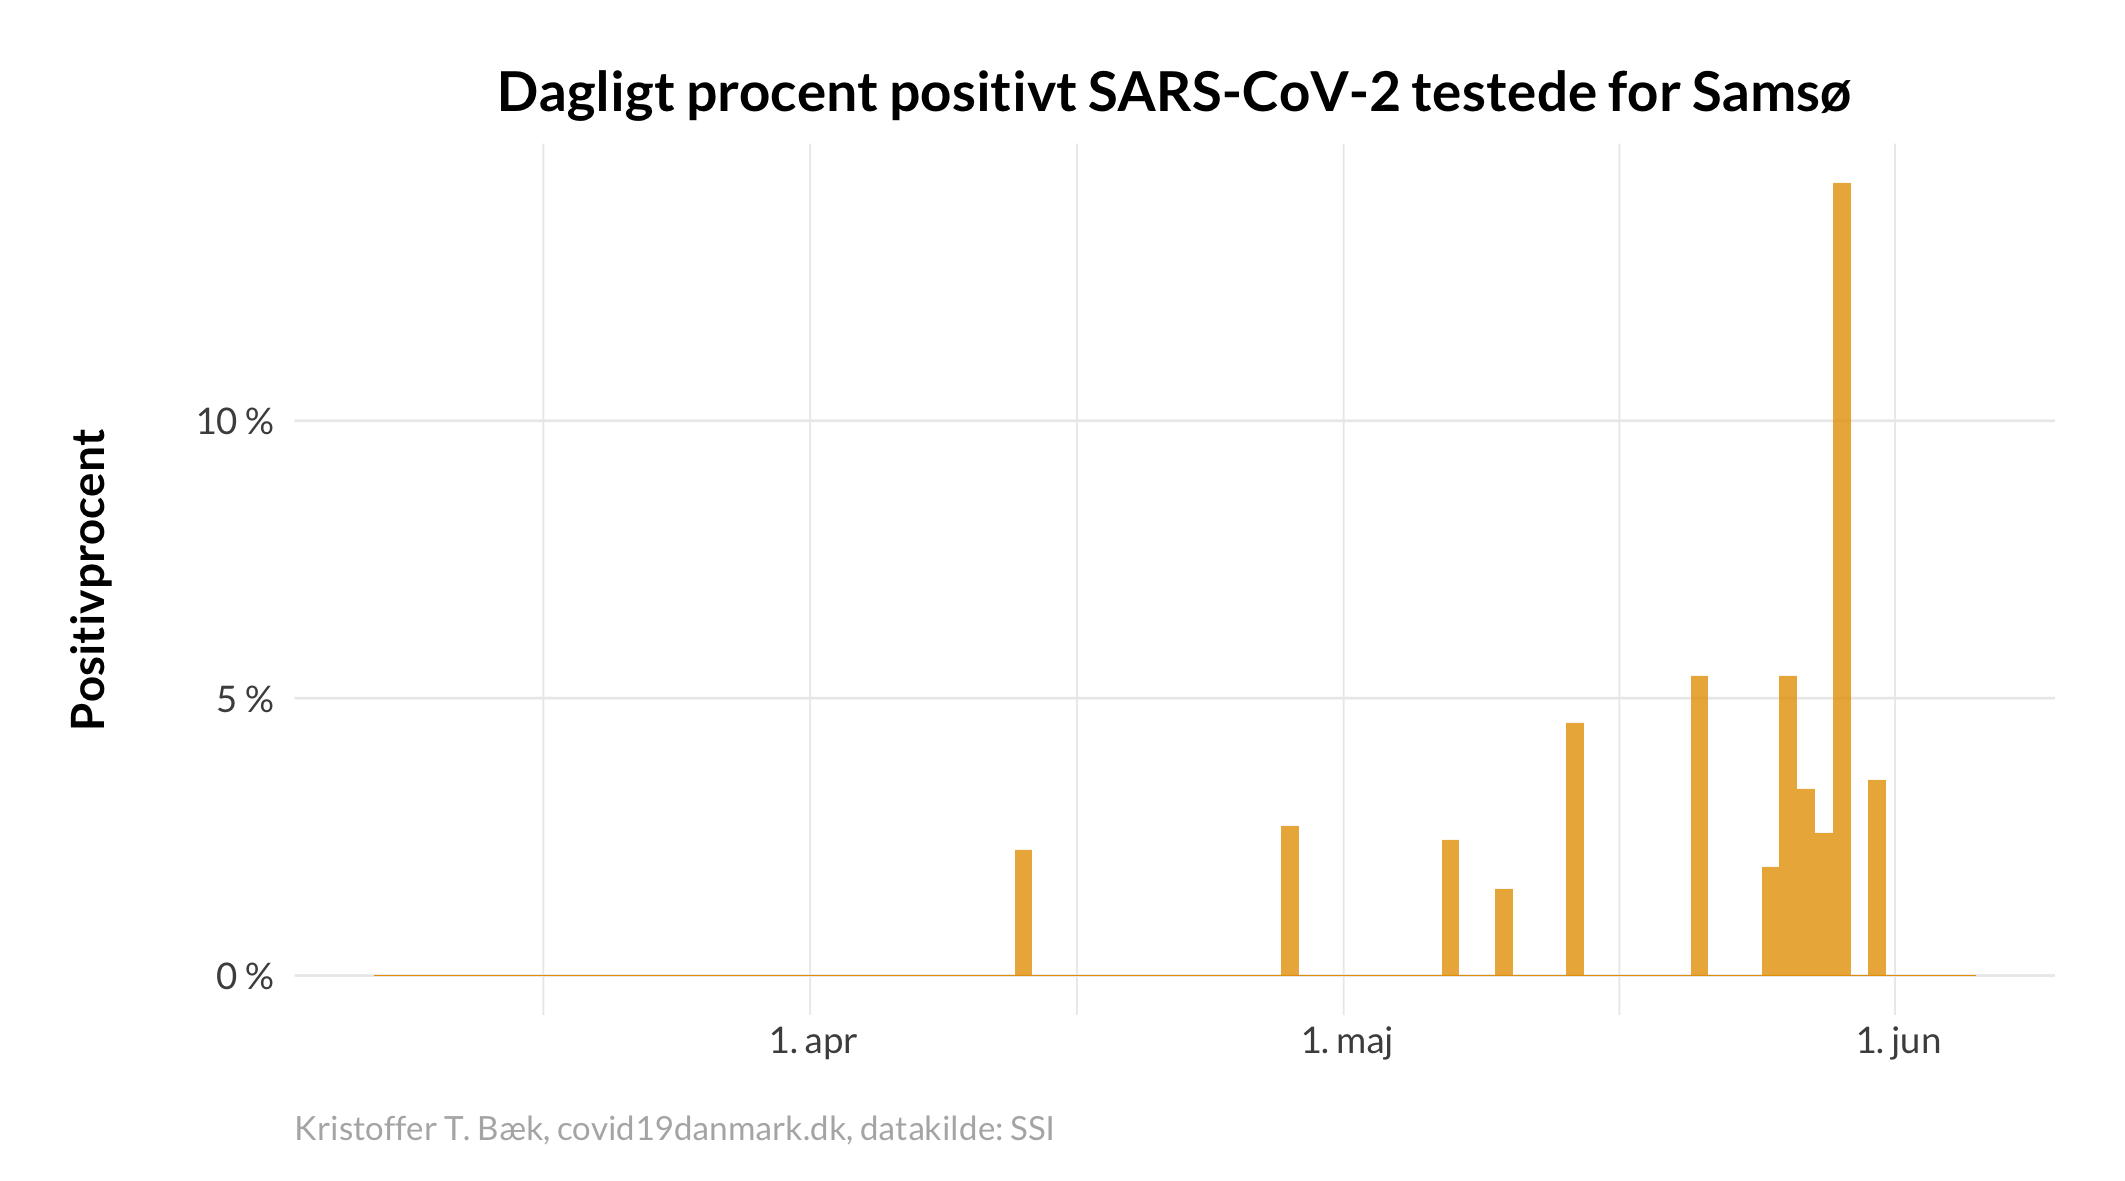 Dagligt procent positivt SARS-CoV-2 testede for Samsø
Positivprocent
10 %
5 %
0 %
1. apr
1. maj
1. jun
Kristoffer T. Bæk, covid19danmark.dk, datakilde: SSI